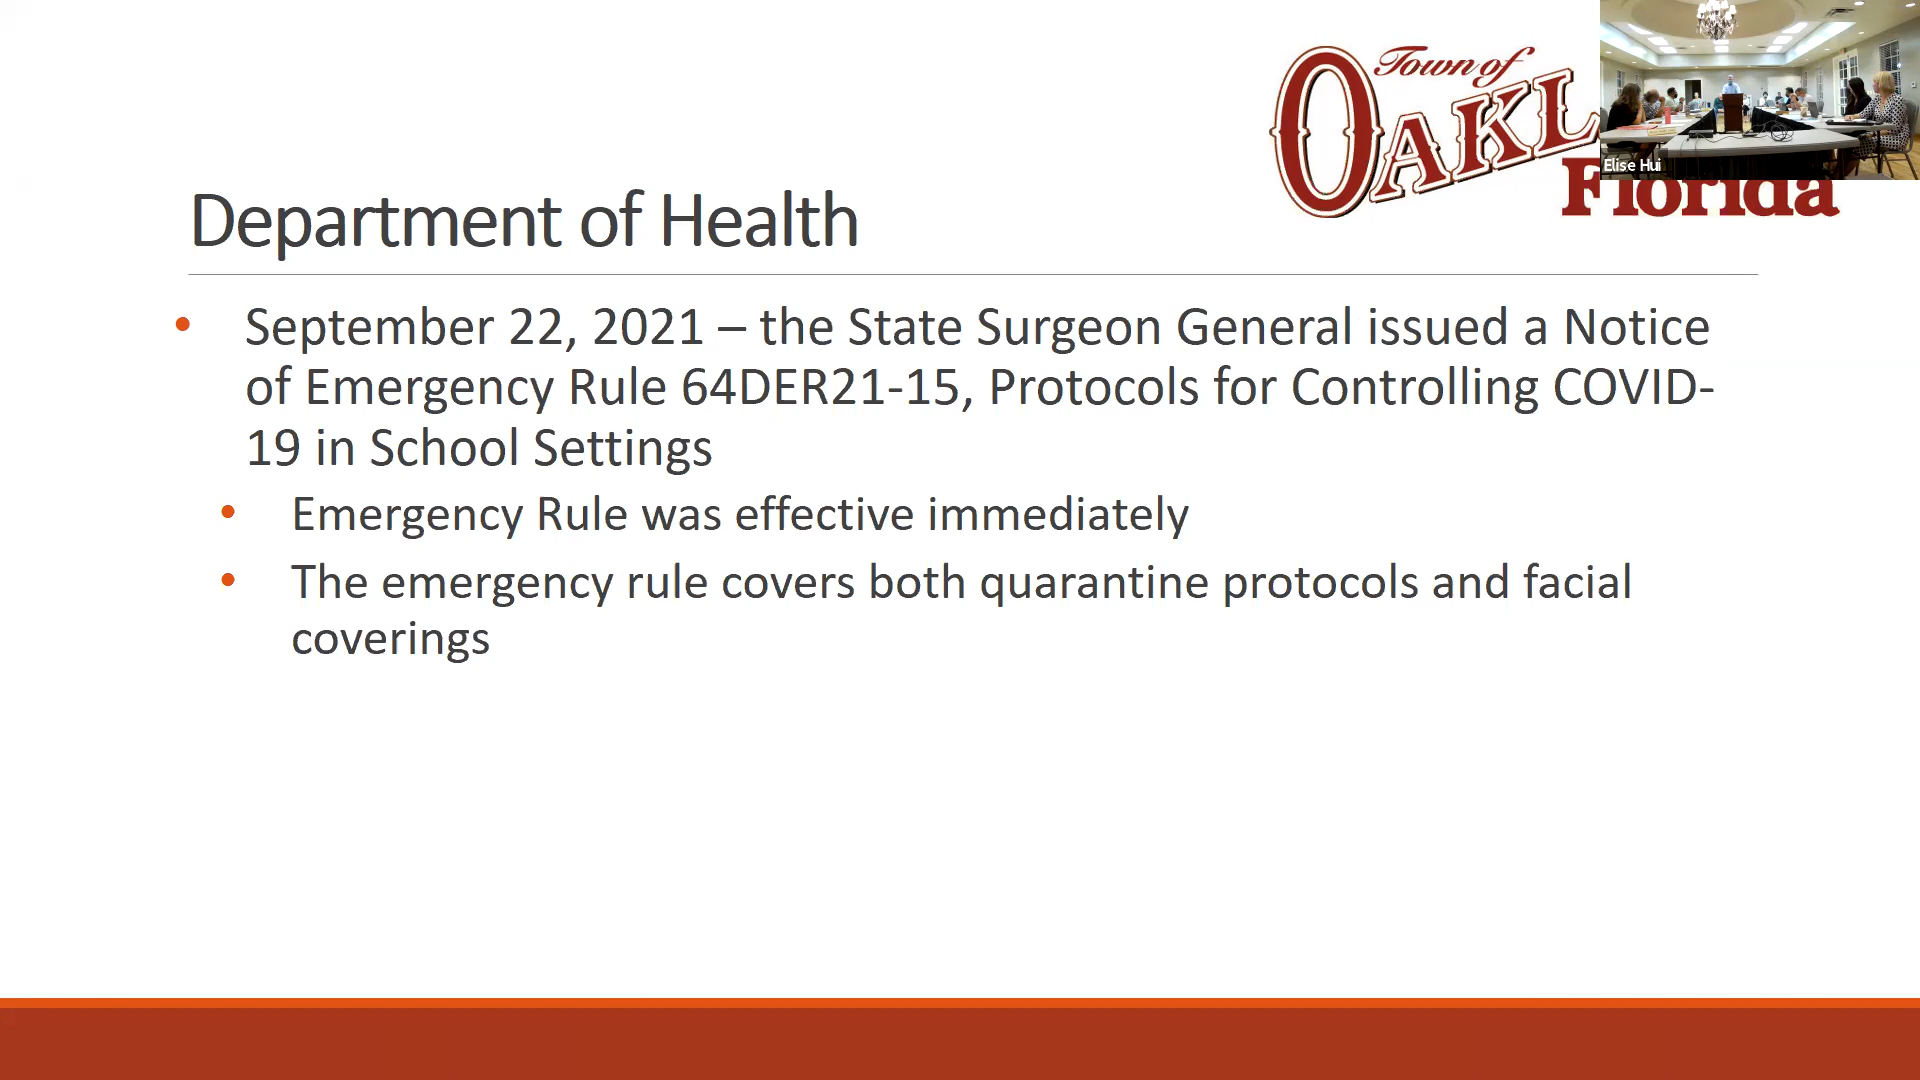 Town of
OAKL
Florida
Elise Hui
Department of Health
• September 22, 2021 – the State Surgeon General issued a Notice
of Emergency Rule 64DER21-15, Protocols for Controlling COVID-
19 in School Settings
• Emergency Rule was effective immediately
• The emergency rule covers both quarantine protocols and facial
coverings